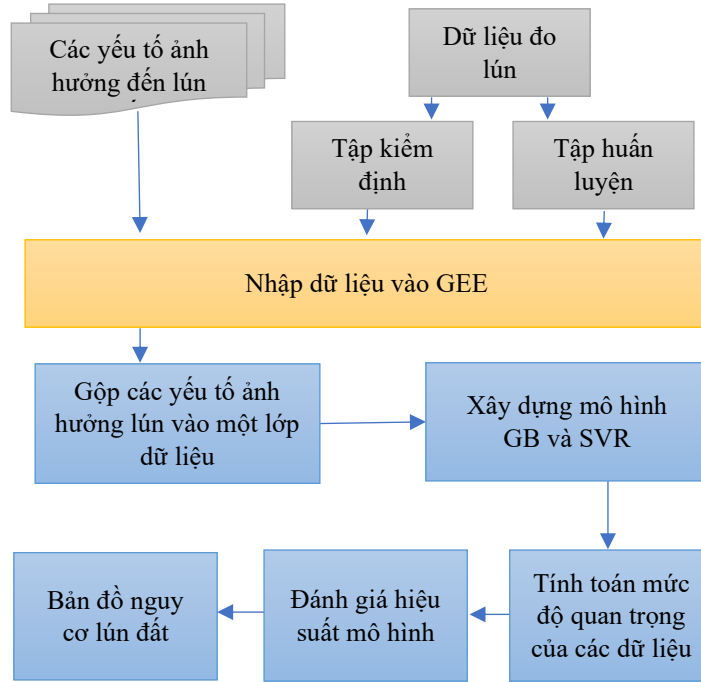 Các yếu tố ảnh
hưởng đến lún
Dữ liệu đo
lún
Tập kiểm
định
Tập huấn
luyện
Nhập dữ liệu vào GEE
Gộp các yếu tố ảnh
hưởng lún vào một lớp
dữ liệu
Xây dựng mô hình
GB và SVR
Bản đồ nguy
cơ lún đất
Đánh giá hiệu
suất mô hình
Tính toán mức
độ quan trọng
của các dữ liệu